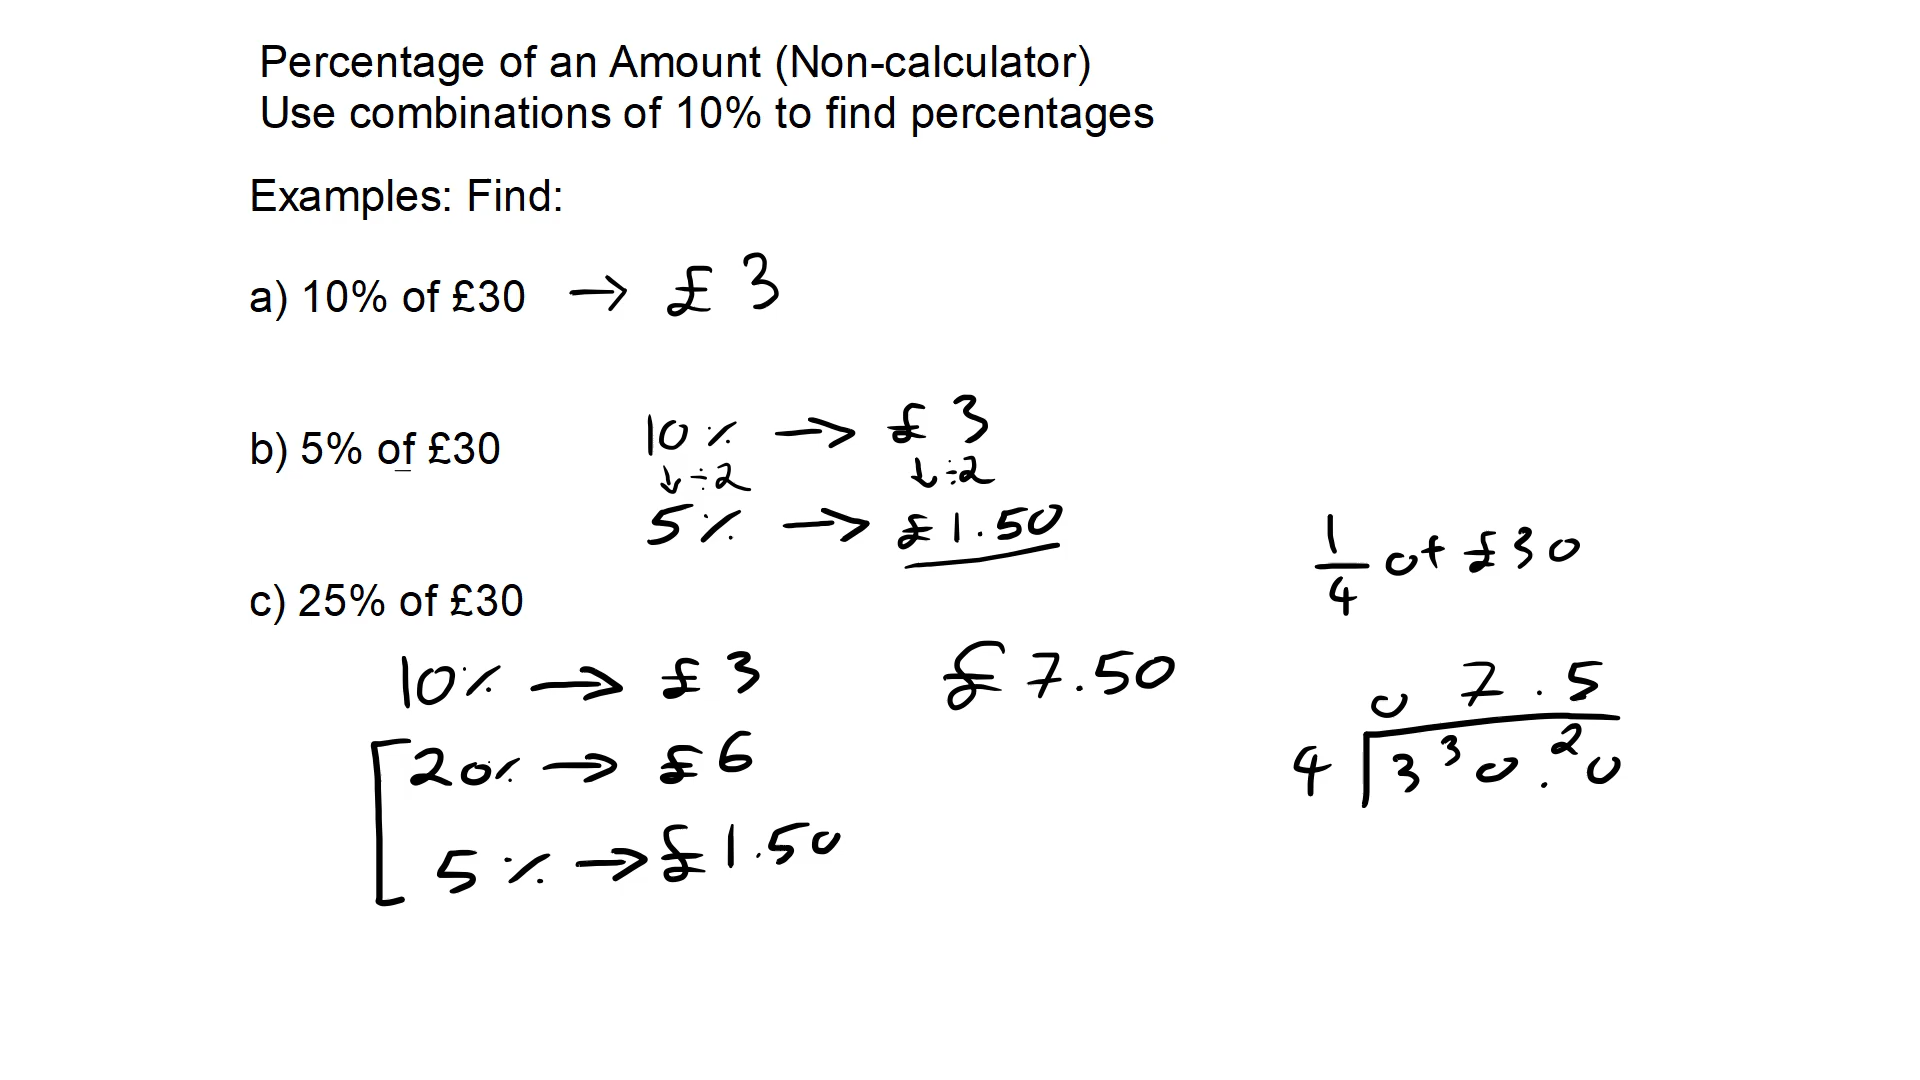 Percentage of an Amount (Non-calculator)
Use combinations of 10% to find percentages
Examples: Find:
a) 10% of £30 → £3
b) 5% of £30
10% → £3
↓÷2 ↓÷2
5% → £1.50
c) 25% of £30
10% → £3
20% → £6
5% → £1.50
£7.50
1/4 of £30
0 7.5
4 3 3 0 . 2 0